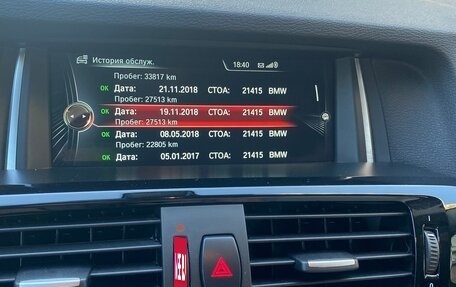 История обслуж.
18:40
Пробег: 33817 km
OK Дата: 21.11.2018 СТОА: 21415 BMW
Пробег: 27513 km
OK Дата: 19.11.2018 СТОА: 21415 BMW
Пробег: 27513 km
OK Дата: 08.05.2018 СТОА: 21415 BMW
Пробег: 22805 km
OK Дата: 05.01.2017 СТОА: 21415 BMW
0